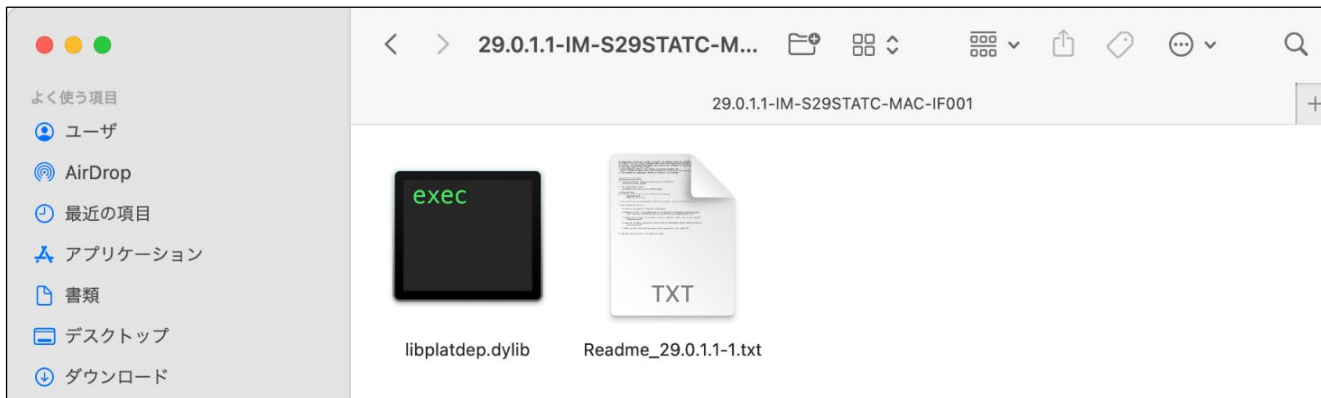 29.0.1.1-IM-S29STATC-M...
29.0.1.1-IM-S29STATC-MAC-IF001
よく使う項目
ユーザ
AirDrop
最近の項目
アプリケーション
書類
デスクトップ
ダウンロード
exec
TXT
libplatdep.dylib
Readme_29.0.1.1-1.txt